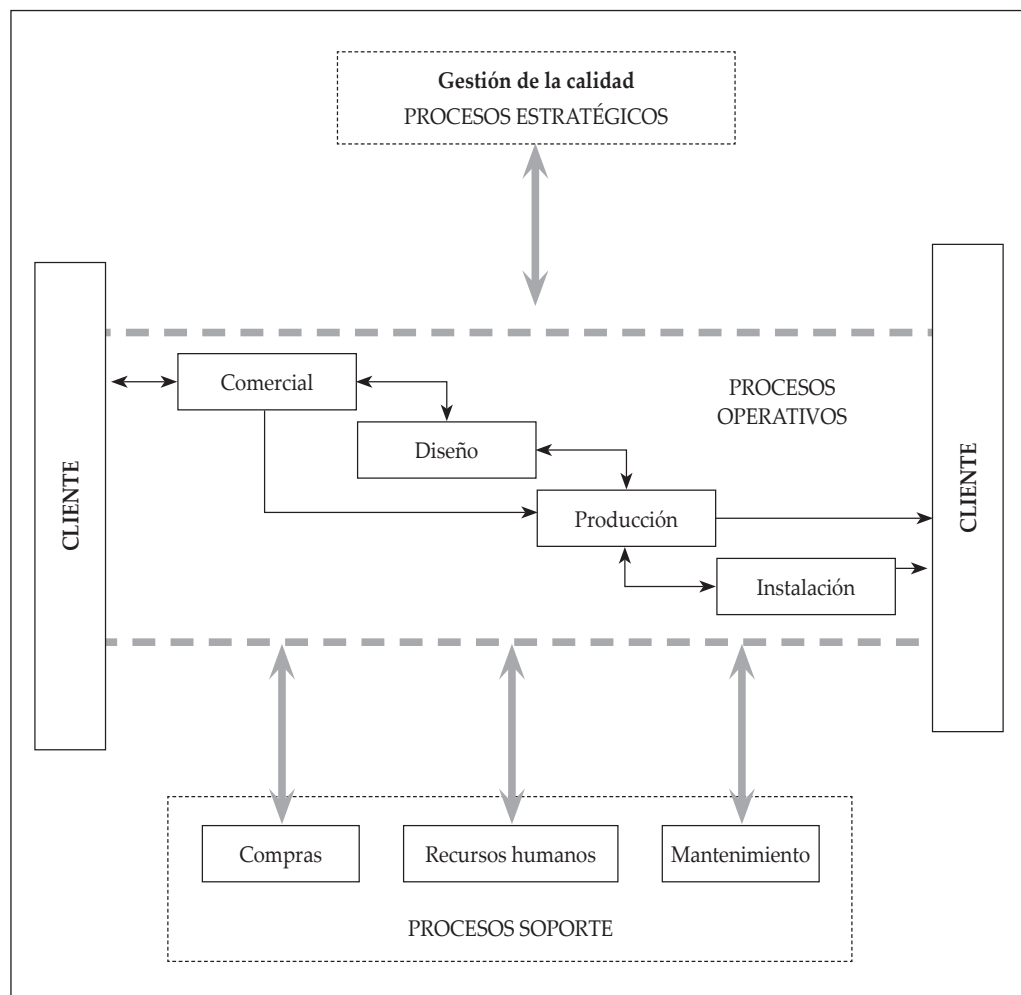 Gestión de la calidad
PROCESOS ESTRATÉGICOS
CLIENTE
Comercial
PROCESOS
OPERATIVOS
Diseño
Producción
Instalación
CLIENTE
Compras
Recursos humanos
Mantenimiento
PROCESOS SOPORTE